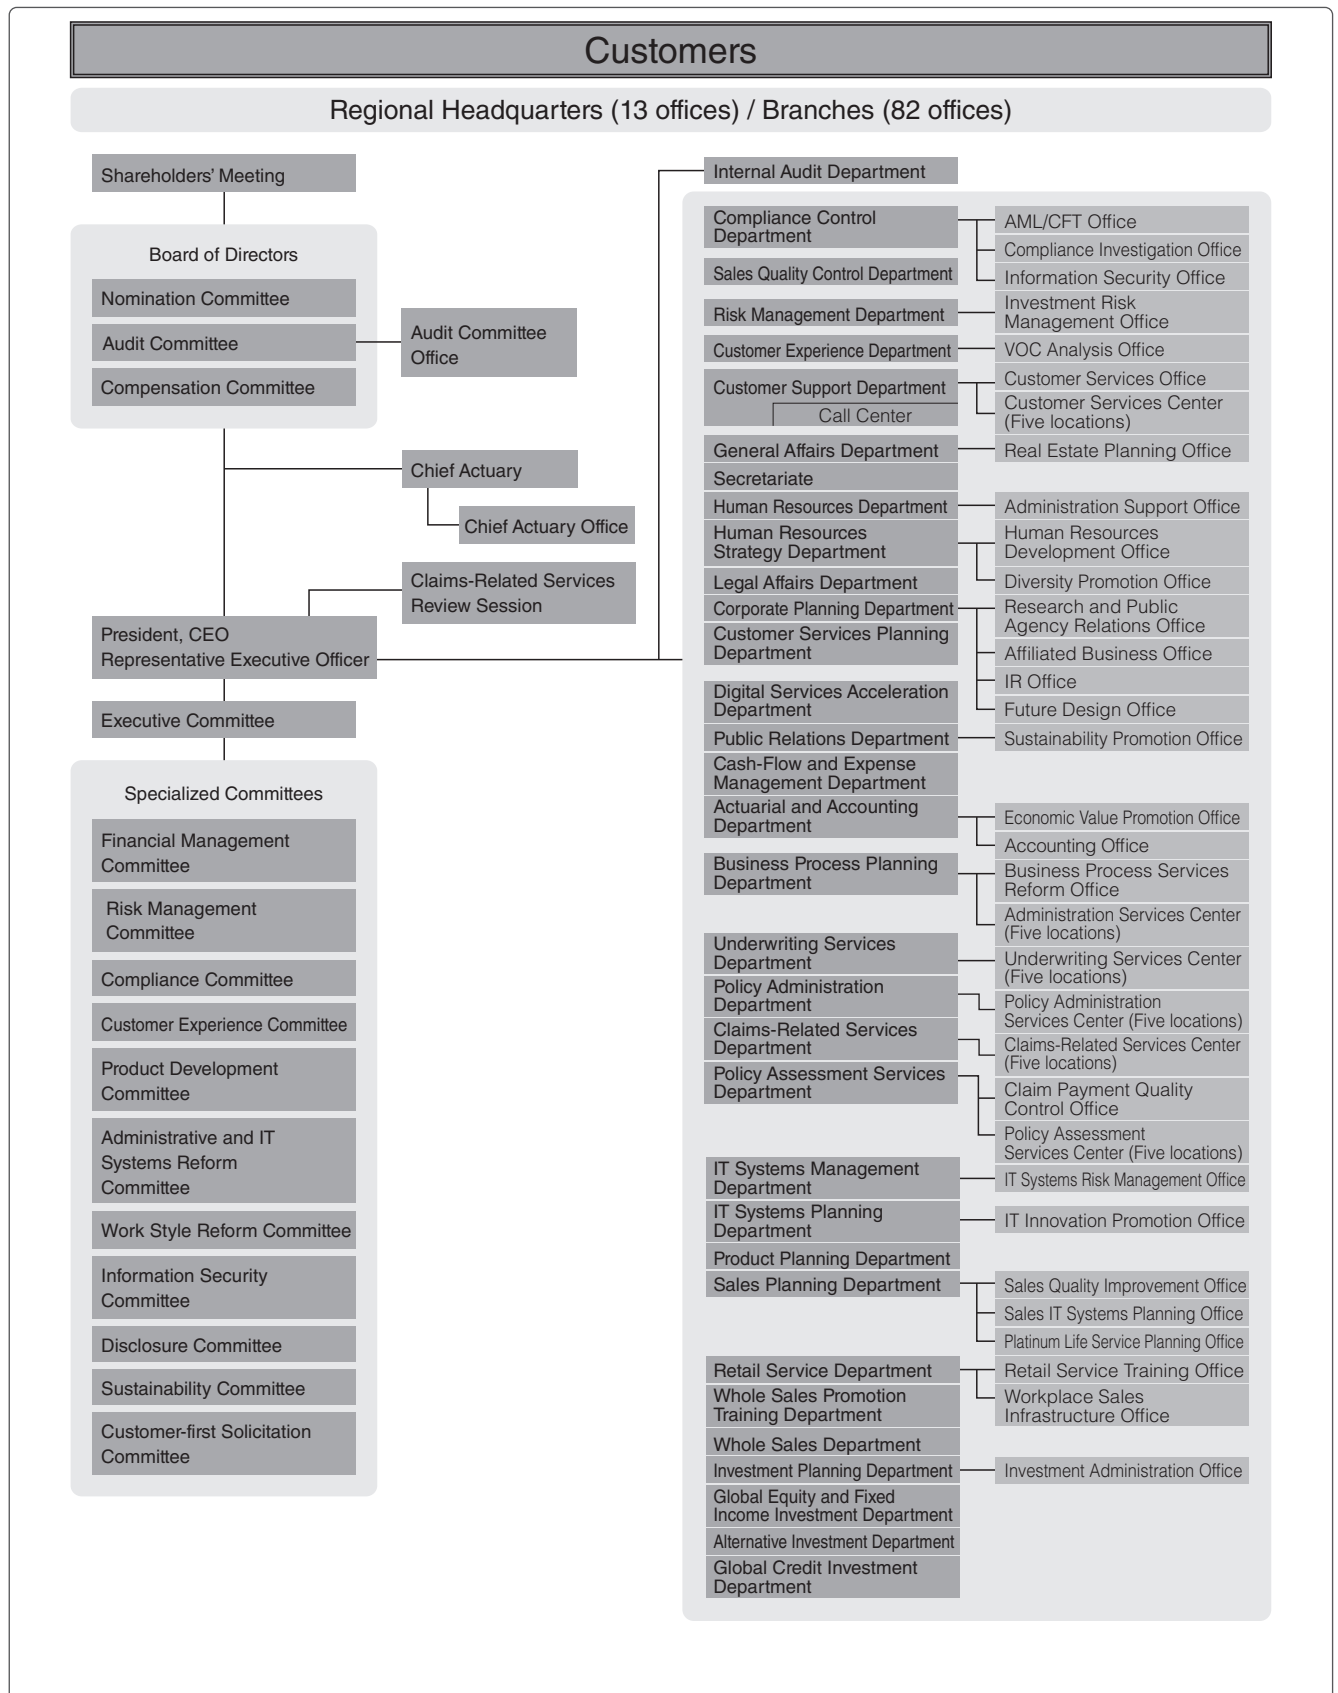 Customers
Regional Headquarters (13 offices) / Branches (82 offices)
Shareholders' Meeting
Board of Directors
Nomination Committee
Audit Committee
Compensation Committee
Audit Committee
Office
Chief Actuary
Chief Actuary Office
Claims-Related Services
Review Session
President, CEO
Representative Executive Officer
Executive Committee
Specialized Committees
Financial Management
Committee
Risk Management
Committee
Compliance Committee
Customer Experience Committee
Product Development
Committee
Administrative and IT
Systems Reform
Committee
Work Style Reform Committee
Information Security
Committee
Disclosure Committee
Sustainability Committee
Customer-first Solicitation
Committee
Internal Audit Department
Compliance Control
Department
AML/CFT Office
Compliance Investigation Office
Information Security Office
Sales Quality Control Department
Risk Management Department
Investment Risk
Management Office
Customer Experience Department
VOC Analysis Office
Customer Support Department
Call Center
Customer Services Office
Customer Services Center
(Five locations)
General Affairs Department
Real Estate Planning Office
Secretariate
Human Resources Department
Administration Support Office
Human Resources
Strategy Department
Human Resources
Development Office
Diversity Promotion Office
Legal Affairs Department
Corporate Planning Department
Research and Public
Agency Relations Office
Affiliated Business Office
IR Office
Future Design Office
Customer Services Planning
Department
Digital Services Acceleration
Department
Public Relations Department
Sustainability Promotion Office
Cash-Flow and Expense
Management Department
Actuarial and Accounting
Department
Economic Value Promotion Office
Accounting Office
Business Process Planning
Department
Business Process Services
Reform Office
Administration Services Center
(Five locations)
Underwriting Services
Department
Underwriting Services Center
(Five locations)
Policy Administration
Department
Policy Administration
Services Center (Five locations)
Claims-Related Services
Department
Claims-Related Services Center
(Five locations)
Policy Assessment Services
Department
Claim Payment Quality
Control Office
Policy Assessment
Services Center (Five locations)
IT Systems Management
Department
IT Systems Risk Management Office
IT Systems Planning
Department
IT Innovation Promotion Office
Product Planning Department
Sales Planning Department
Sales Quality Improvement Office
Sales IT Systems Planning Office
Platinum Life Service Planning Office
Retail Service Department
Retail Service Training Office
Workplace Sales
Infrastructure Office
Whole Sales Promotion
Training Department
Whole Sales Department
Investment Planning Department
Investment Administration Office
Global Equity and Fixed
Income Investment Department
Alternative Investment Department
Global Credit Investment
Department